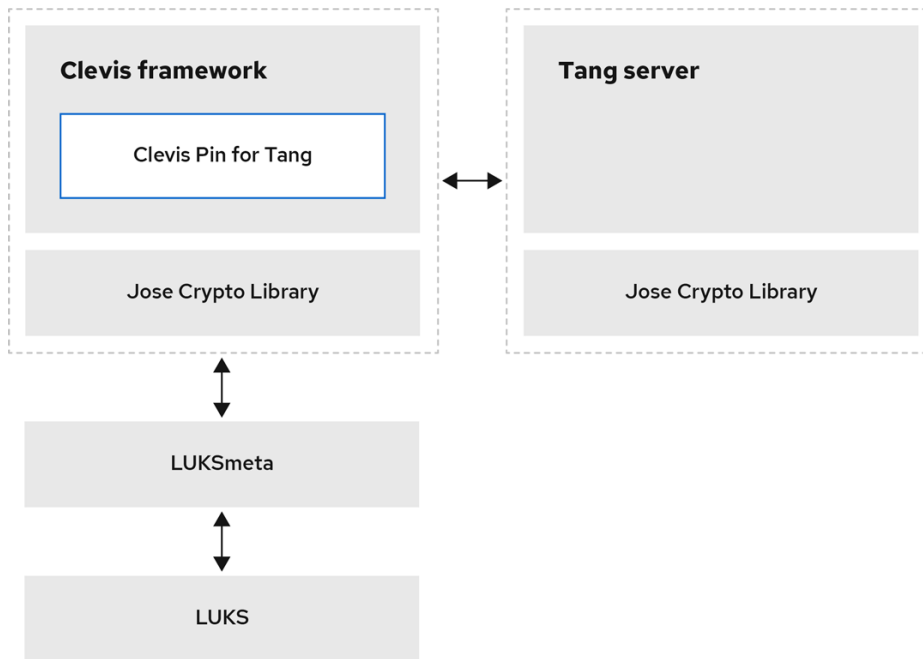 Clevis framework
Clevis Pin for Tang
Jose Crypto Library
Tang server
Jose Crypto Library
LUKSmeta
LUKS